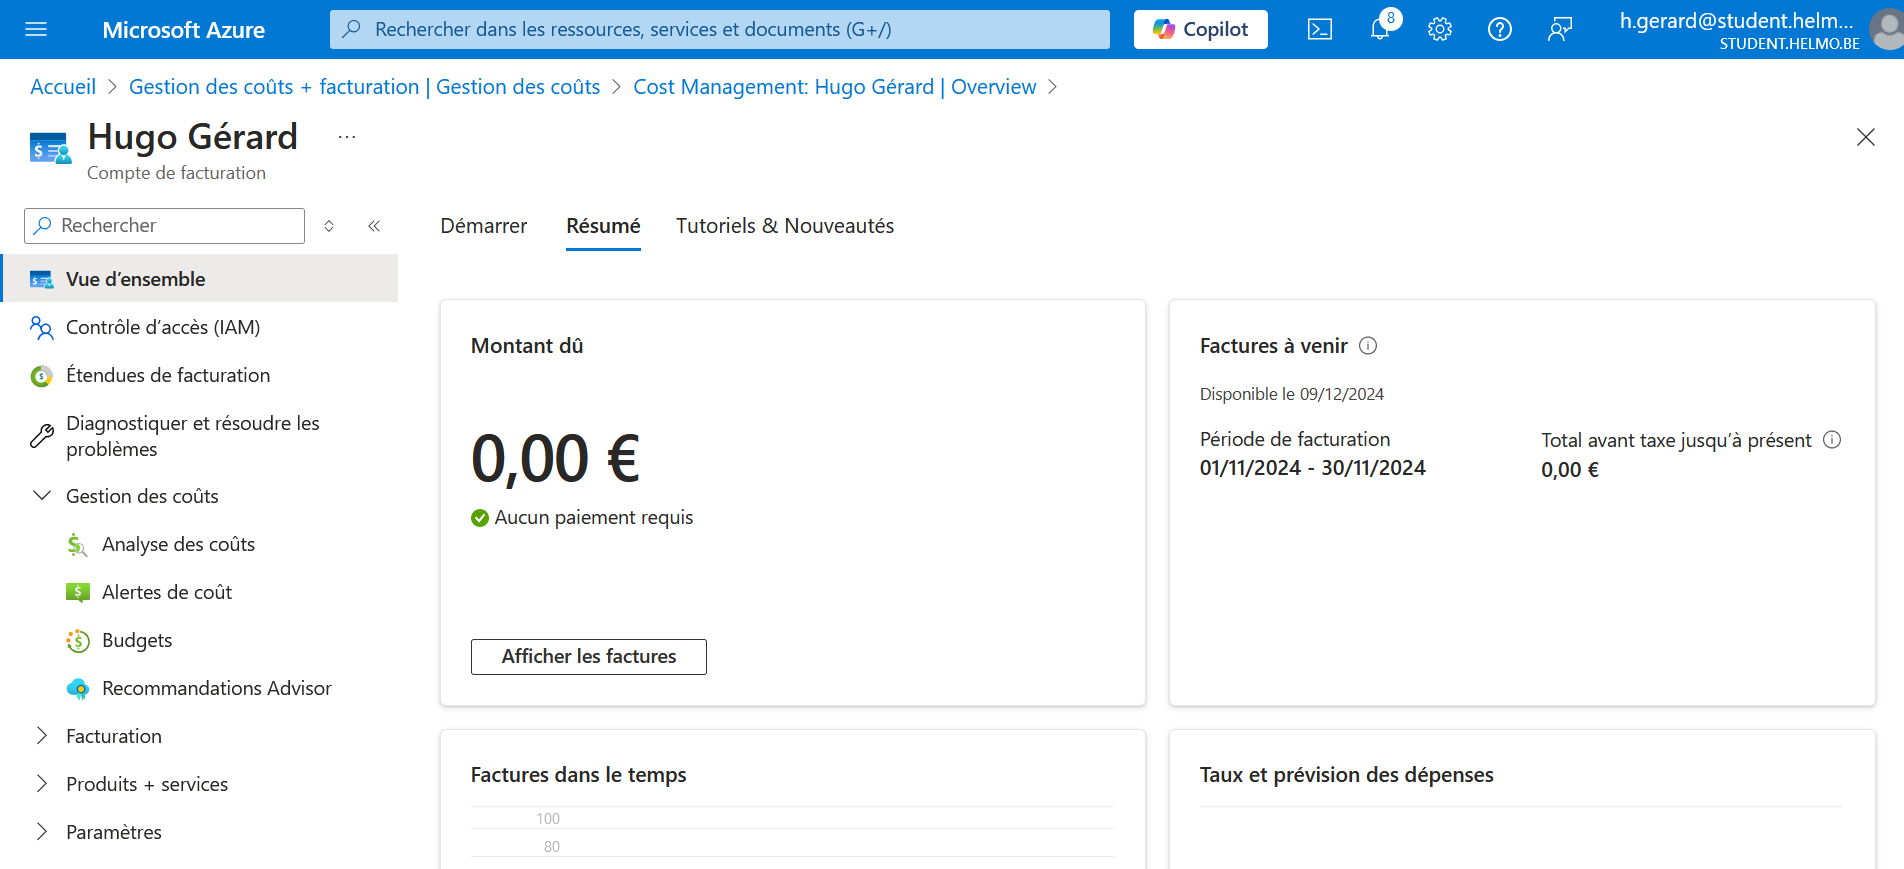 Microsoft Azure
Rechercher dans les ressources, services et documents (G+/)
Copilot
8
h.gerard@student.helm...
STUDENT.HELMO.BE
Accueil > Gestion des coûts + facturation | Gestion des coûts > Cost Management: Hugo Gérard | Overview >
Hugo Gérard ...
Compte de facturation
Rechercher
Démarrer
Résumé
Tutoriels & Nouveautés
Vue d’ensemble
Contrôle d’accès (IAM)
Étendues de facturation
Diagnostiquer et résoudre les
problèmes
Gestion des coûts
Analyse des coûts
Alertes de coût
Budgets
Recommandations Advisor
Facturation
Produits + services
Paramètres
Montant dû
0,00 €
Aucun paiement requis
Afficher les factures
Factures à venir
Disponible le 09/12/2024
Période de facturation
01/11/2024 - 30/11/2024
Total avant taxe jusqu’à présent
0,00 €
Factures dans le temps
100
80
Taux et prévision des dépenses